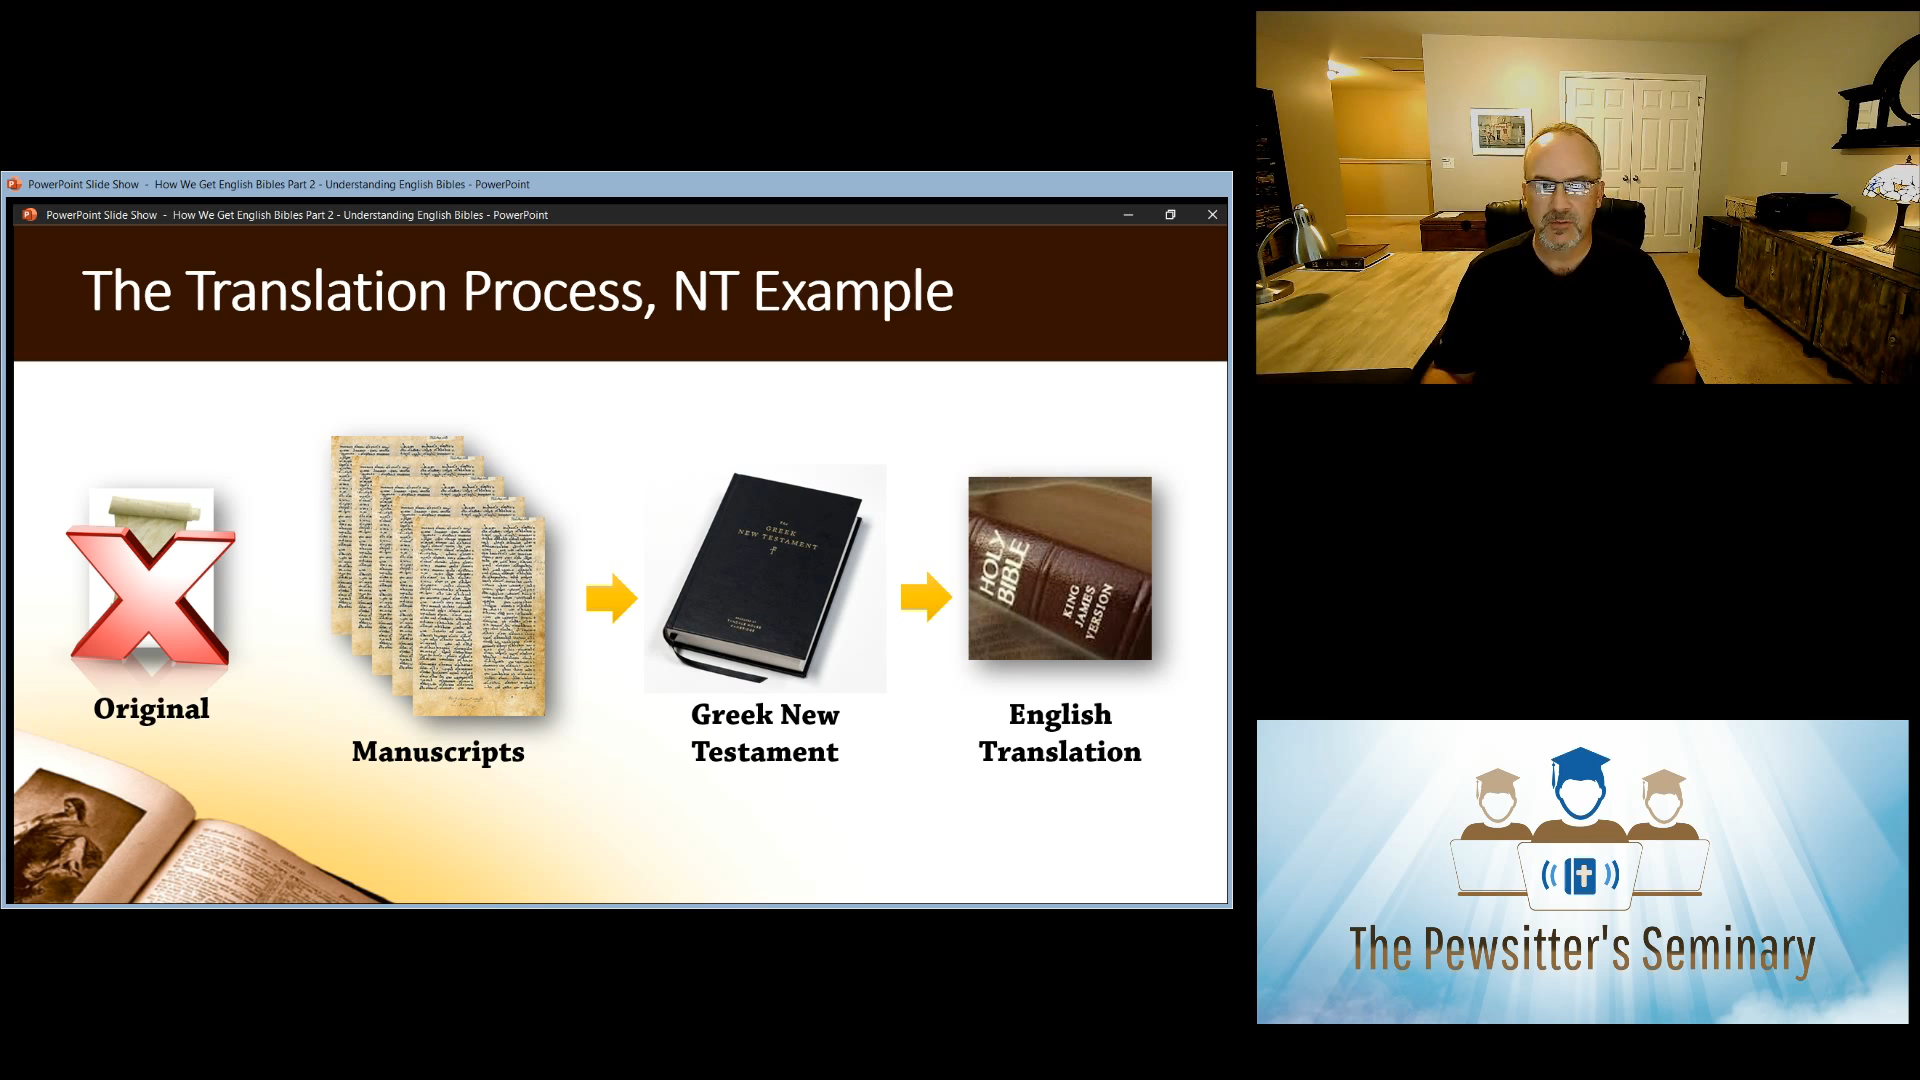 PowerPoint Slide Show - How We Get English Bibles Part 2 - Understanding English Bibles - PowerPoint
PowerPoint Slide Show - How We Get English Bibles Part 2 - Understanding English Bibles - PowerPoint
The Translation Process, NT Example
The
GREEK
NEW TESTAMENT
HOLY
BIBLE
KING
JAMES
VERSION
Original
Manuscripts
Greek New
Testament
English
Translation
The Pewsitter's Seminary